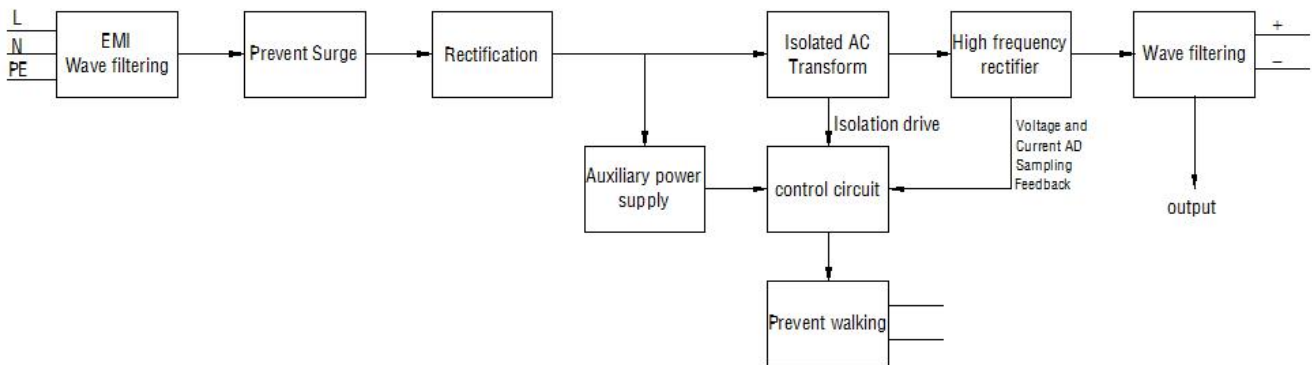 L
N
PE
EMI
Wave filtering
Prevent Surge
Rectification
Isolated AC
Transform
High frequency
rectifier
Wave filtering
+
−
Isolation drive
Voltage and
Current AD
Sampling
Feedback
Auxiliary power
supply
control circuit
output
Prevent walking